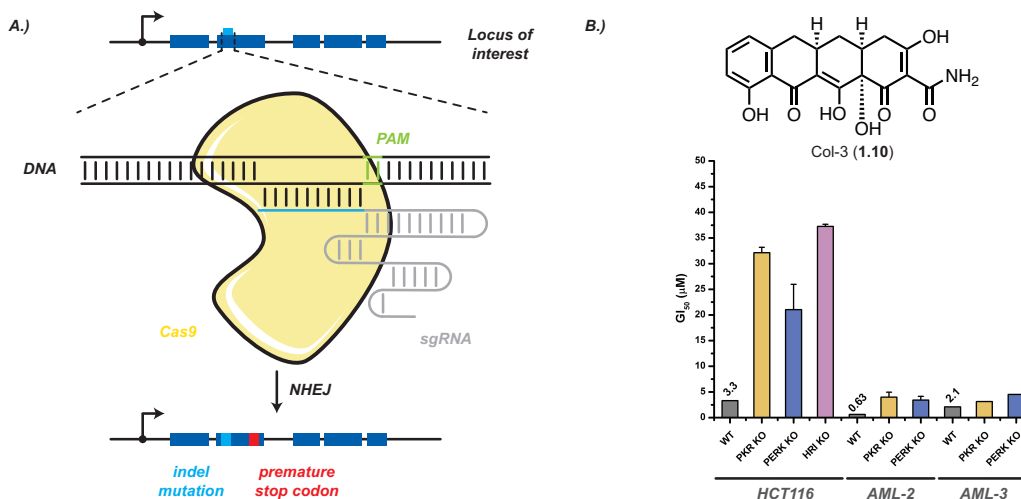 A.)
Locus of
interest
PAM
DNA
Cas9
sgRNA
NHEJ
indel
mutation
premature
stop codon
B.)
H
H
OH
NH₂
OH
O
HO
OH
O
O
Col-3 (1.10)
GI₅₀ (µM)
50
45
40
35
30
25
20
15
10
5
0
3.3
0.63
2.1
WT
PKR KO
PERK KO
HRI KO
WT
PKR KO
PERK KO
WT
PKR KO
PERK KO
HCT116
AML-2
AML-3